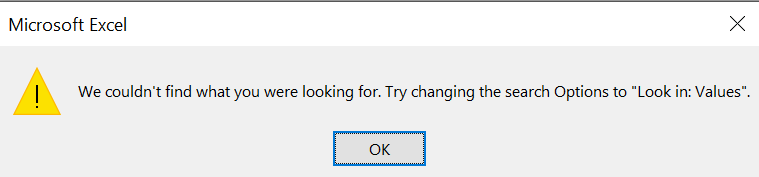 Microsoft Excel
We couldn't find what you were looking for. Try changing the search Options to "Look in: Values".
OK